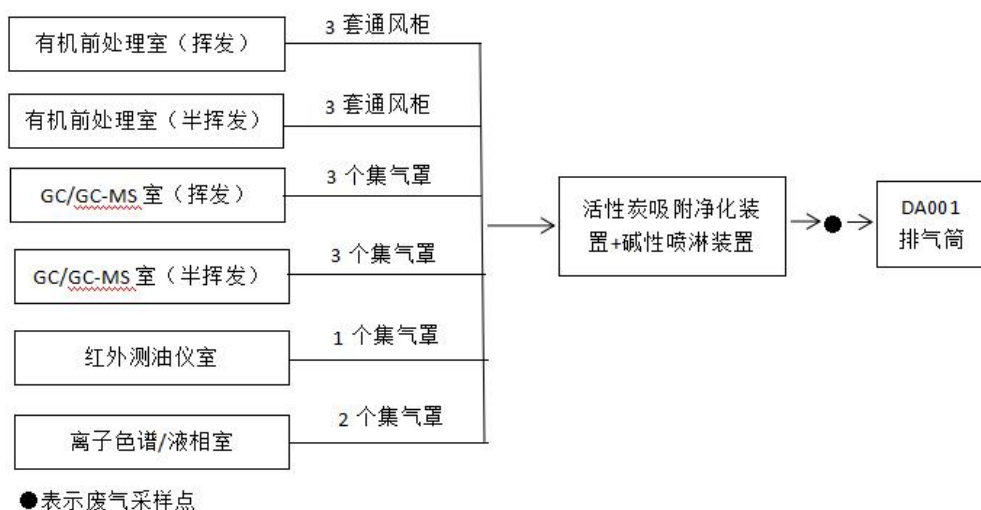 有机前处理室（挥发）
3 套通风柜
有机前处理室（半挥发）
3 套通风柜
GC/GC-MS 室（挥发）
3 个集气罩
GC/GC-MS 室（半挥发）
3 个集气罩
红外测油仪室
1 个集气罩
离子色谱/液相室
2 个集气罩
活性炭吸附净化装
置+碱性喷淋装置
DA001
排气筒
●表示废气采样点